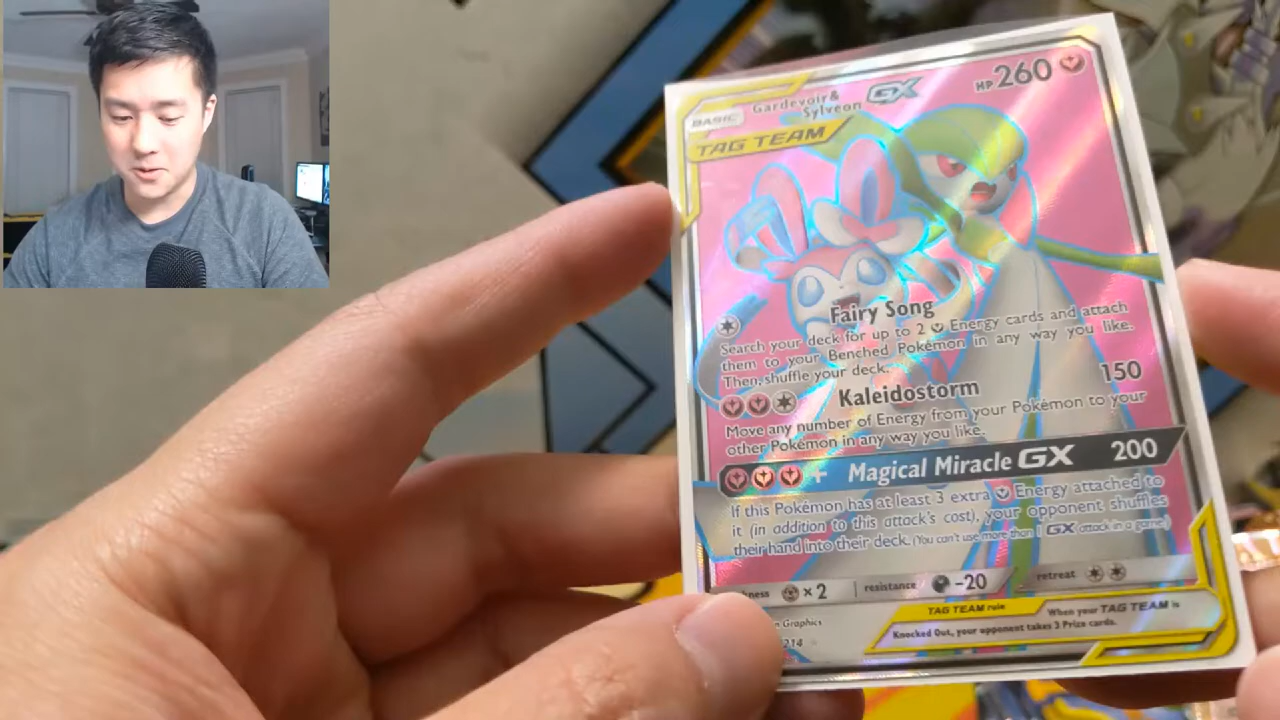 BASIC
Gardevoir &
Sylveon GX
HP 260
TAG TEAM
Fairy Song
Search your deck for up to 2 Energy cards and attach
them to your Benched Pokémon in any way you like.
Then, shuffle your deck.
Kaleidostorm 150
Move any number of Energy from your Pokémon to your
other Pokémon in any way you like.
+ Magical Miracle GX 200
If this Pokémon has at least 3 extra Energy attached to
it (in addition to this attack's cost), your opponent shuffles
their hand into their deck. (You can't use more than 1 GX attack in a game.)
×2 resistance -20 retreat
TAG TEAM rule When your TAG TEAM is
Knocked Out, your opponent takes 3 Prize cards.
Graphics
214